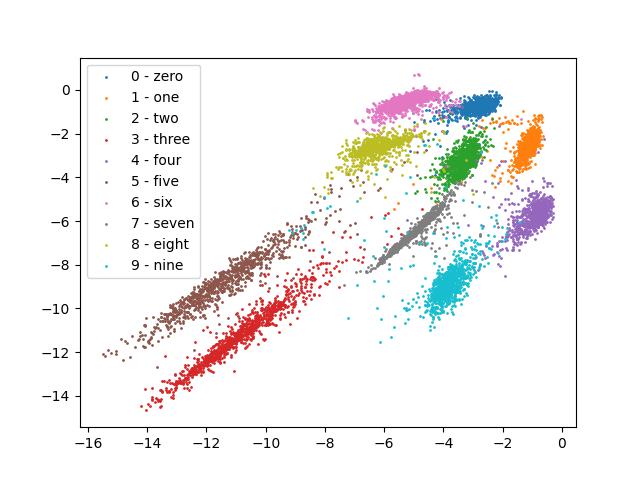 0 - zero
1 - one
2 - two
3 - three
4 - four
5 - five
6 - six
7 - seven
8 - eight
9 - nine
0
−2
−4
−6
−8
−10
−12
−14
−16 −14 −12 −10 −8 −6 −4 −2 0